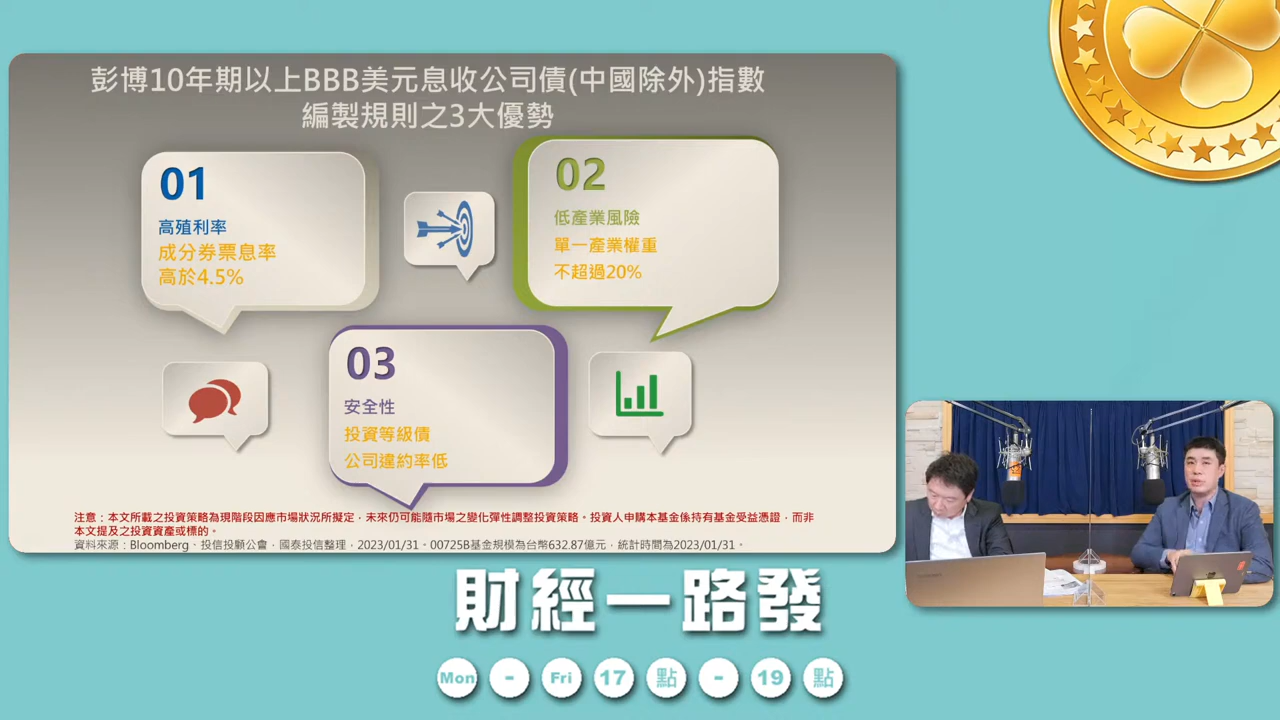 彭博10年期以上BBB美元息收公司債(中國除外)指數
編製規則之3大優勢
01
高殖利率
成分券票息率
高於4.5%
02
低產業風險
單一產業權重
不超過20%
03
安全性
投資等級債
公司違約率低
注意：本文所載之投資策略為現階段因應市場狀況所擬定，未來仍可能隨市場之變化彈性調整投資策略。投資人申購本基金係持有基金受益憑證，而非
本文提及之投資資產或標的。
資料來源：Bloomberg、投信投顧公會，國泰投信整理，2023/01/31。00725B基金規模為台幣632.87億元，統計時間為2023/01/31。
財經一路發
Mon - Fri 17 點 - 19 點